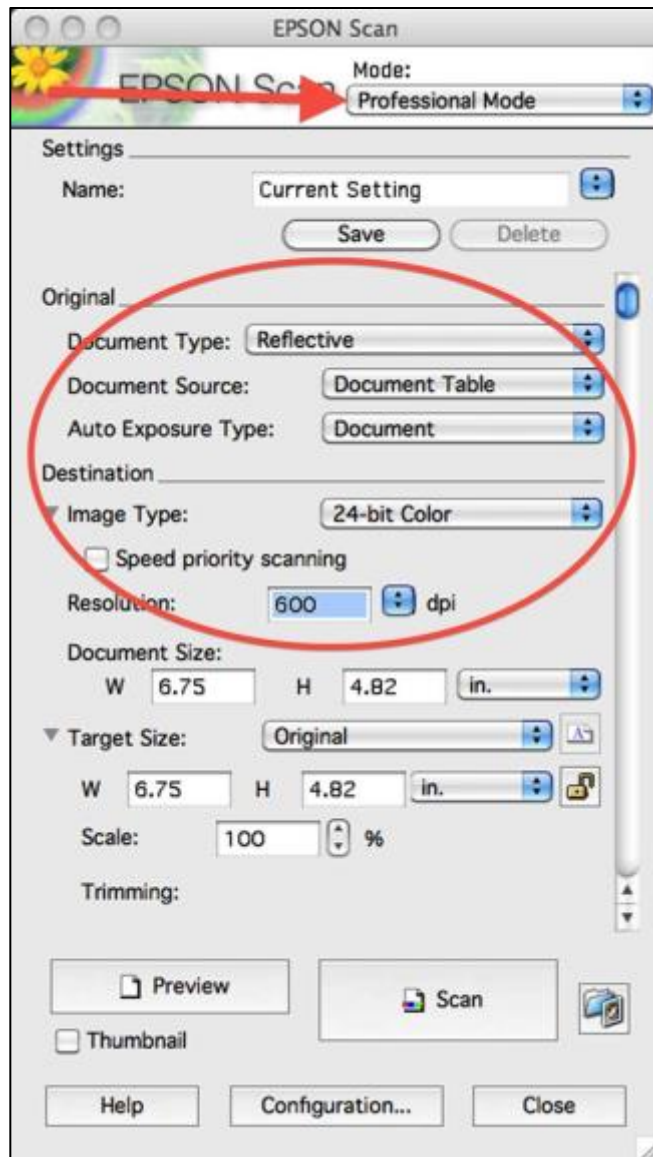 EPSON Scan
EPSON Scan
Mode:
Professional Mode
Settings
Name: Current Setting
Save Delete
Original
Document Type: Reflective
Document Source: Document Table
Auto Exposure Type: Document
Destination
Image Type: 24-bit Color
Speed priority scanning
Resolution: 600 dpi
Document Size:
W 6.75 H 4.82 in.
Target Size: Original
W 6.75 H 4.82 in.
Scale: 100 %
Trimming:
Preview Scan
Thumbnail
Help Configuration... Close